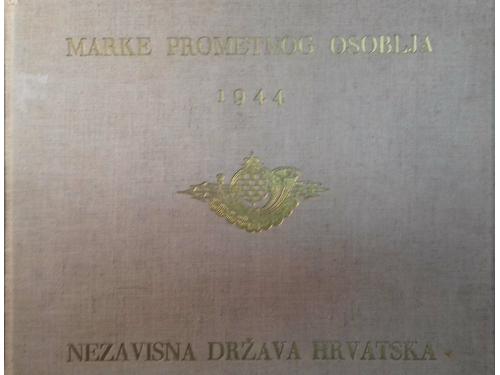 MARKE PROMETNOG OSOBLJA
1944
NEZAVISNA DRŽAVA HRVATSKA